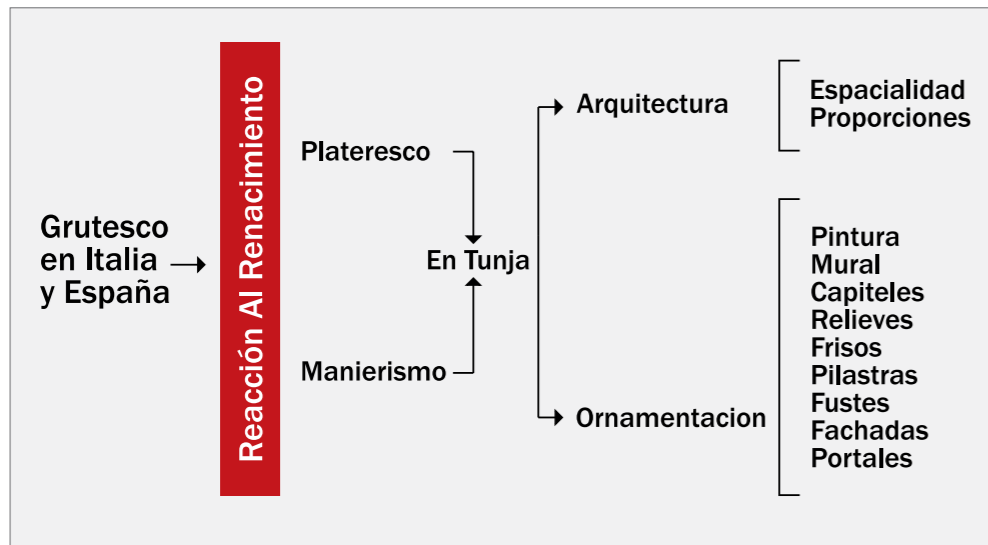 Grutesco
en Italia
y España
Reacción Al Renacimiento
Plateresco
Manierismo
En Tunja
Arquitectura
Espacialidad
Proporciones
Ornamentacion
Pintura
Mural
Capiteles
Relieves
Frisos
Pilastras
Fustes
Fachadas
Portales